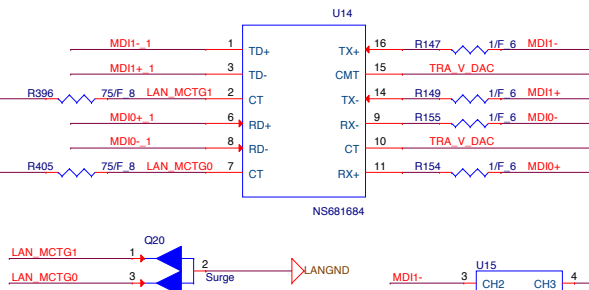 U14
MDI1-_1 1 TD+ TX+ 16 R147 1/F_6 MDI1-
MDI1+_1 3 TD- CMT 15 TRA_V_DAC
R396 75/F_8 LAN_MCTG1 2 CT TX- 14 R149 1/F_6 MDI1+
MDI0+_1 6 RD+ RX- 9 R155 1/F_6 MDI0-
MDI0-_1 8 RD- CT 10 TRA_V_DAC
R405 75/F_8 LAN_MCTG0 7 CT RX+ 11 R154 1/F_6 MDI0+
NS681684
Q20
LAN_MCTG1 1 2 LANGND
LAN_MCTG0 3 Surge
U15
MDI1- 3 CH2 CH3 4